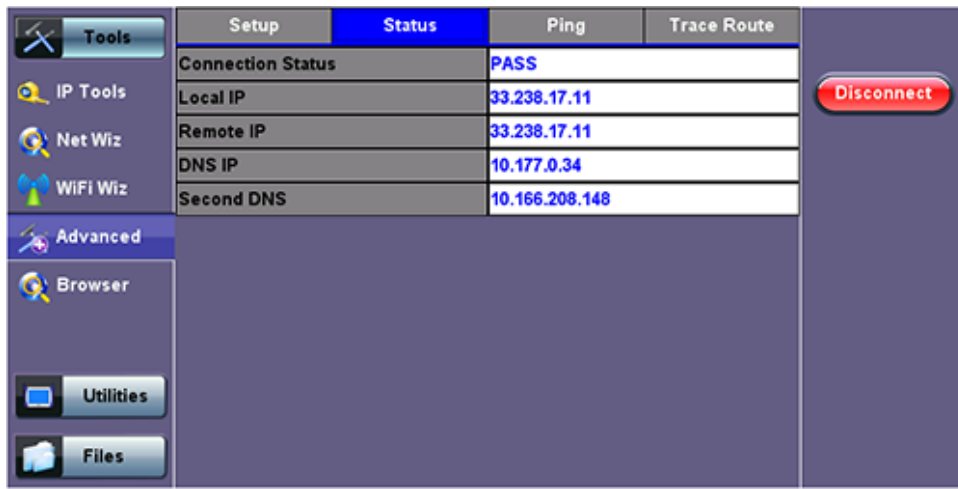 Tools
IP Tools
Net Wiz
WiFi Wiz
Advanced
Browser
Utilities
Files
Setup Status Ping Trace Route
Connection Status PASS
Local IP 33.238.17.11
Remote IP 33.238.17.11
DNS IP 10.177.0.34
Second DNS 10.166.208.148
Disconnect